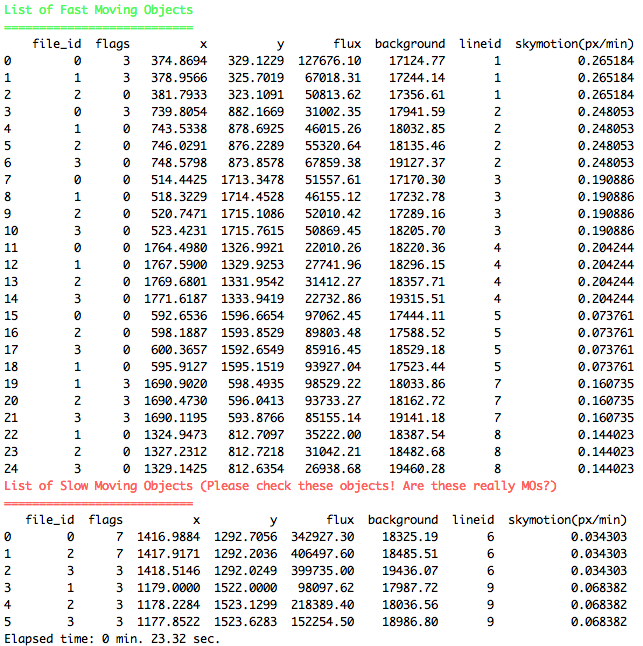 List of Fast Moving Objects
===========================
file_id flags x y flux background lineid skymotion(px/min)
0 0 3 374.8694 329.1229 127676.10 17124.77 1 0.265184
1 1 3 378.9566 325.7019 67018.31 17244.14 1 0.265184
2 2 0 381.7933 323.1091 50813.62 17356.61 1 0.265184
3 0 3 739.8054 882.1669 31002.35 17941.59 2 0.248053
4 1 0 743.5338 878.6925 46015.26 18032.85 2 0.248053
5 2 0 746.0291 876.2289 55320.64 18135.46 2 0.248053
6 3 0 748.5798 873.8578 67859.38 19127.37 2 0.248053
7 0 0 514.4425 1713.3478 51557.61 17170.30 3 0.190886
8 1 0 518.3229 1714.4528 46155.12 17232.78 3 0.190886
9 2 0 520.7471 1715.1086 52010.42 17289.16 3 0.190886
10 3 0 523.4231 1715.7615 50869.45 18205.70 3 0.190886
11 0 0 1764.4980 1326.9921 22010.26 18220.36 4 0.204244
12 1 0 1767.5900 1329.9253 27741.96 18296.15 4 0.204244
13 2 0 1769.6801 1331.9542 31412.27 18357.71 4 0.204244
14 3 0 1771.6187 1333.9419 22732.86 19315.51 4 0.204244
15 0 0 592.6536 1596.6654 97062.45 17444.11 5 0.073761
16 2 0 598.1887 1593.8529 89803.48 17588.52 5 0.073761
17 3 0 600.3657 1592.6549 85916.45 18529.18 5 0.073761
18 1 0 595.9127 1595.1519 93927.04 17523.44 5 0.073761
19 1 3 1690.9020 598.4935 98529.22 18033.86 7 0.160735
20 2 3 1690.4730 596.0413 93733.27 18162.72 7 0.160735
21 3 3 1690.1195 593.8766 85155.14 19141.18 7 0.160735
22 1 0 1324.9473 812.7097 35222.00 18387.54 8 0.144023
23 2 0 1327.2312 812.7218 31042.21 18482.68 8 0.144023
24 3 0 1329.1425 812.6354 26938.68 19460.28 8 0.144023
List of Slow Moving Objects (Please check these objects! Are these really MOs?)
===========================
file_id flags x y flux background lineid skymotion(px/min)
0 0 7 1416.9884 1292.7056 342927.30 18325.19 6 0.034303
1 2 7 1417.9171 1292.2036 406497.60 18485.51 6 0.034303
2 3 3 1418.5146 1292.0249 399735.00 19436.07 6 0.034303
3 1 3 1179.0000 1522.0000 98097.62 17987.72 9 0.068382
4 2 3 1178.2284 1523.1299 218389.40 18036.56 9 0.068382
5 3 3 1177.8522 1523.6283 152254.50 18986.80 9 0.068382
Elapsed time: 0 min. 23.32 sec.